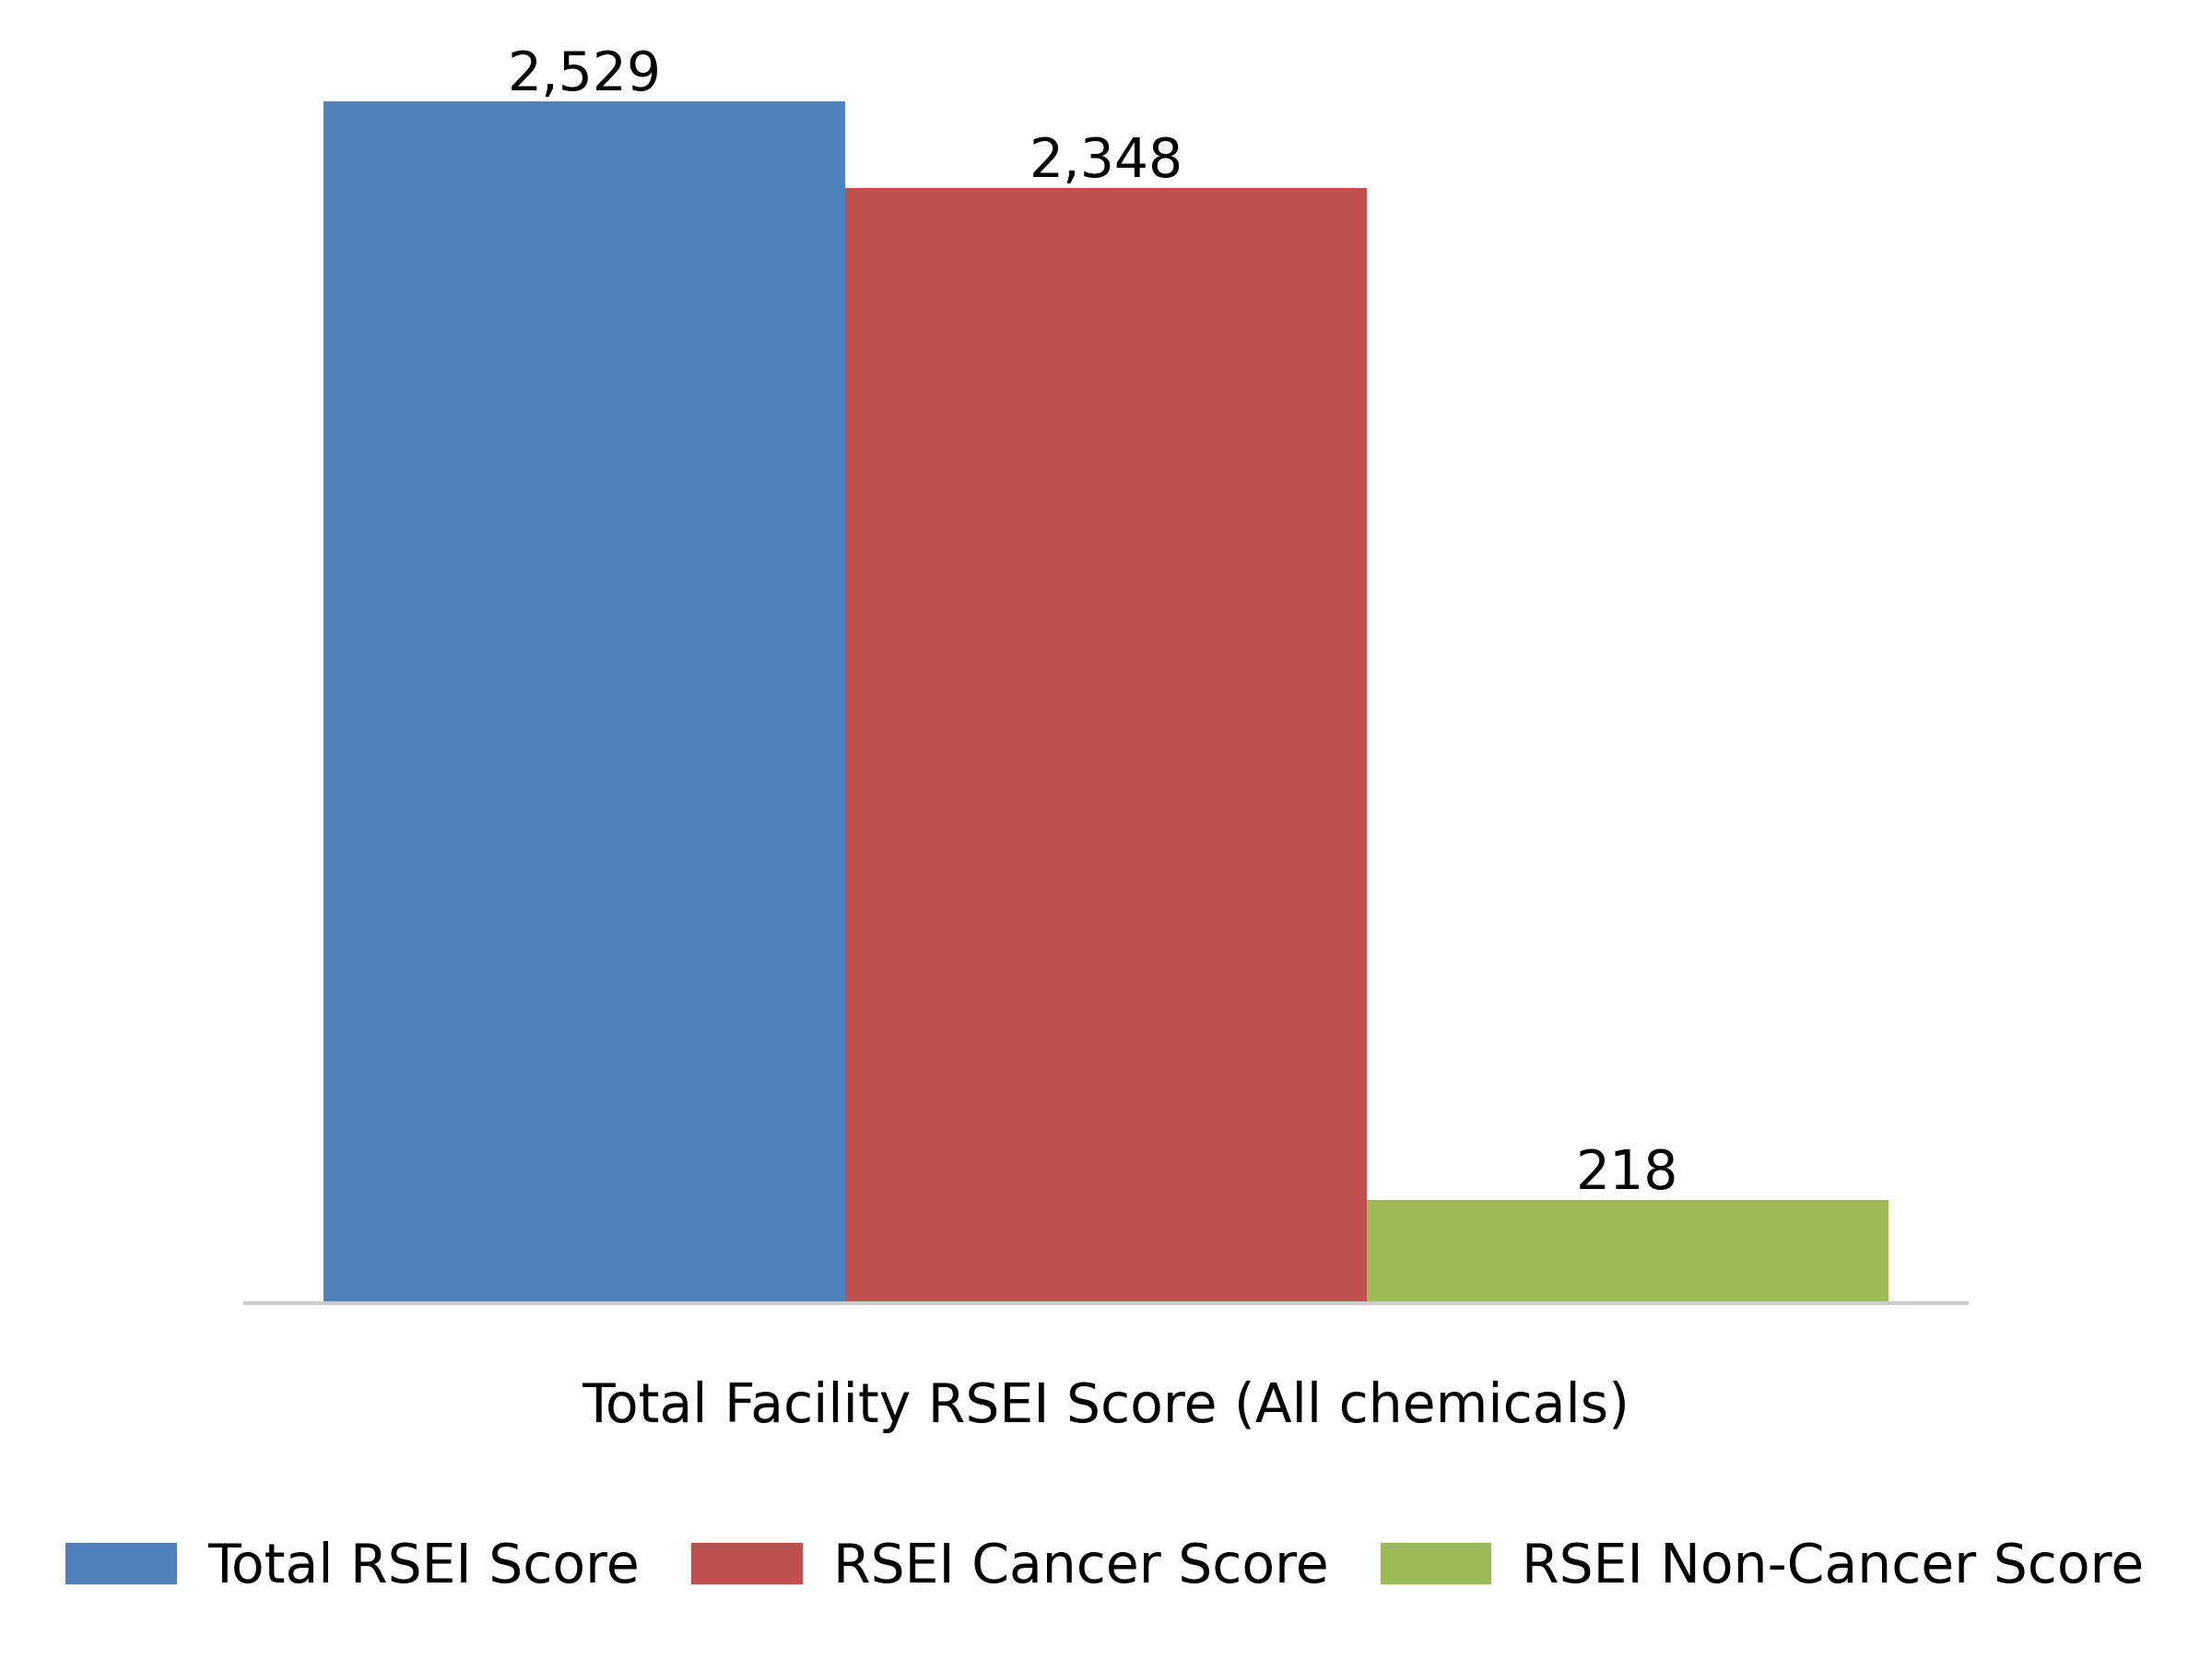 2,529
2,348
218
Total Facility RSEI Score (All chemicals)
Total RSEI Score RSEI Cancer Score RSEI Non-Cancer Score